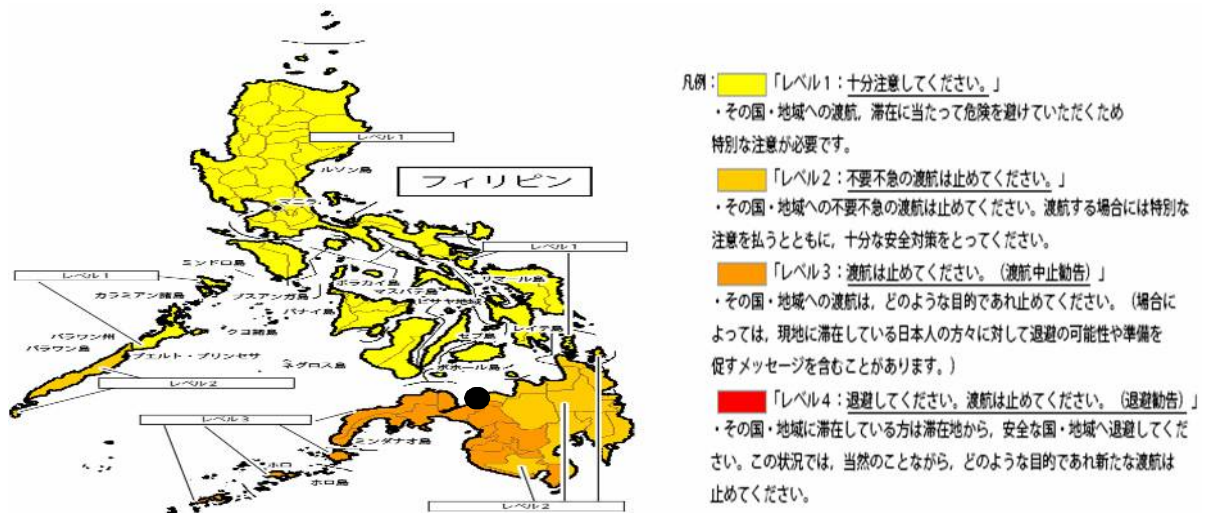 レベル1
ルソン島
フィリピン
マニラ
レベル1
レベル1
ミンドロ島
カラミアン諸島
ブスアンガ島
ボラカイ島
マスバテ島
サマール島
ビサヤ地域
パナイ島
クヨ諸島
パラワン州
パラワン島
プエルト・プリンセサ
レイテ島
セブ島
ネグロス島
ボホール島
レベル2
レベル3
ミンダナオ島
ホロ
ホロ島
レベル2
凡例:「レベル1:十分注意してください。」
・その国・地域への渡航,滞在に当たって危険を避けていただくため
特別な注意が必要です。
「レベル2:不要不急の渡航は止めてください。」
・その国・地域への不要不急の渡航は止めてください。渡航する場合には特別な
注意を払うとともに,十分な安全対策をとってください。
「レベル3:渡航は止めてください。(渡航中止勧告)」
・その国・地域への渡航は,どのような目的であれ止めてください。(場合に
よっては,現地に滞在している日本人の方々に対して退避の可能性や準備を
促すメッセージを含むことがあります。)
「レベル4:退避してください。渡航は止めてください。(退避勧告)」
・その国・地域に滞在している方は滞在地から,安全な国・地域へ退避してくだ
さい。この状況では,当然のことながら,どのような目的であれ新たな渡航は
止めてください。